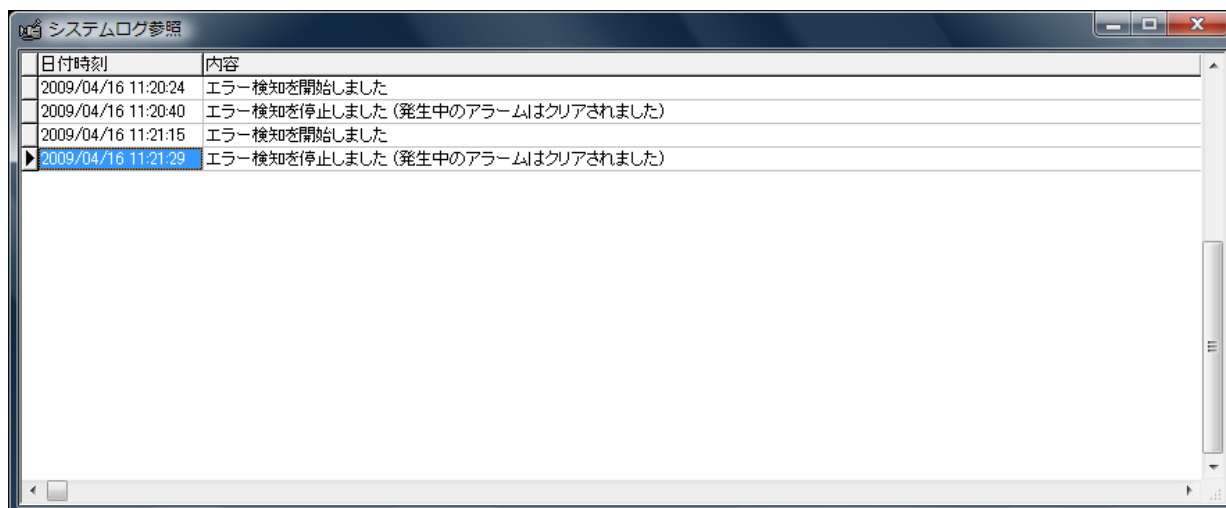 システムログ参照
日付時刻 内容
2009/04/16 11:20:24 エラー検知を開始しました
2009/04/16 11:20:40 エラー検知を停止しました (発生中のアラームはクリアされました)
2009/04/16 11:21:15 エラー検知を開始しました
2009/04/16 11:21:29 エラー検知を停止しました (発生中のアラームはクリアされました)